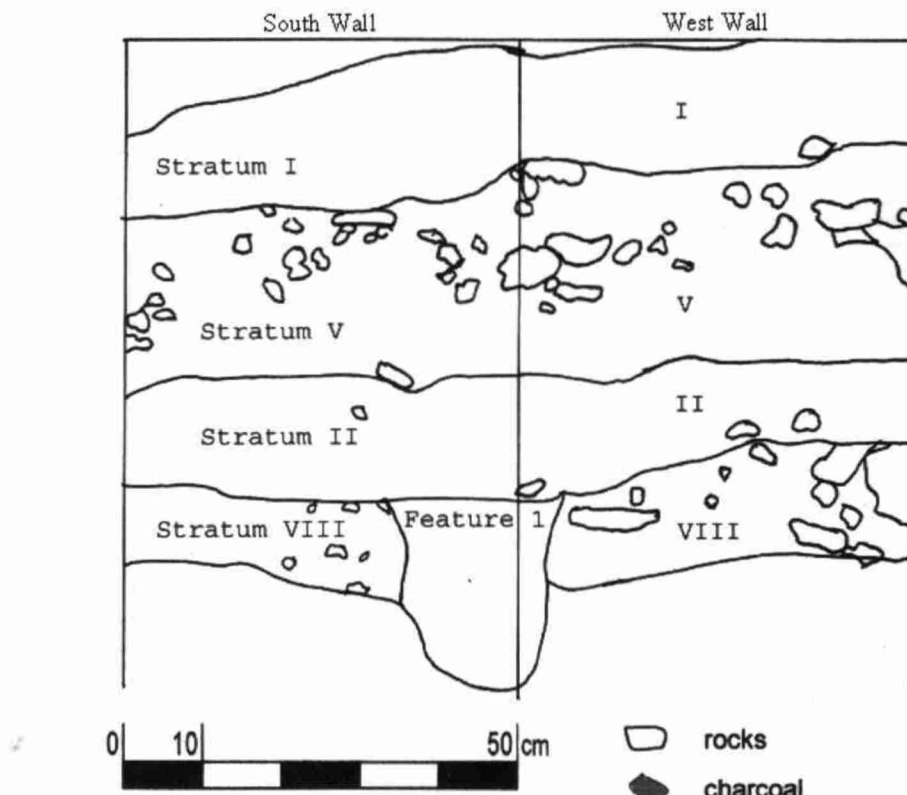 South Wall West Wall
I
Stratum I
V
Stratum V
II
Stratum II
Feature 1
Stratum VIII VIII
0 10 50 cm
rocks
charcoal